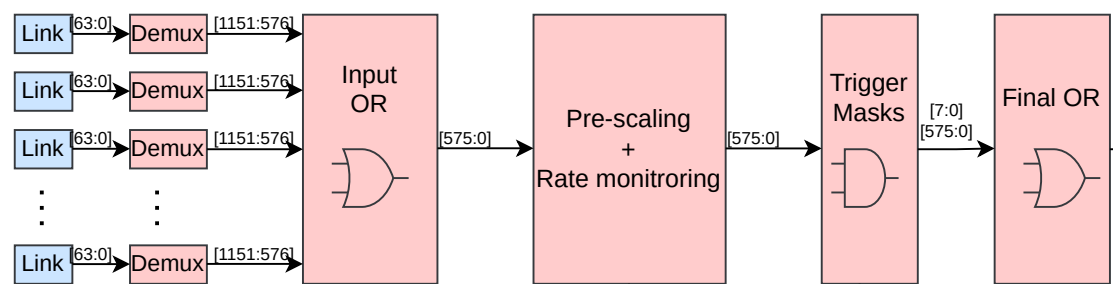 Link [63:0] Demux [1151:576]
Link [63:0] Demux [1151:576]
Link [63:0] Demux [1151:576]
Link [63:0] Demux [1151:576]
Input
OR
[575:0]
Pre-scaling
+
Rate monitroring
[575:0]
Trigger
Masks
[7:0]
[575:0]
Final OR